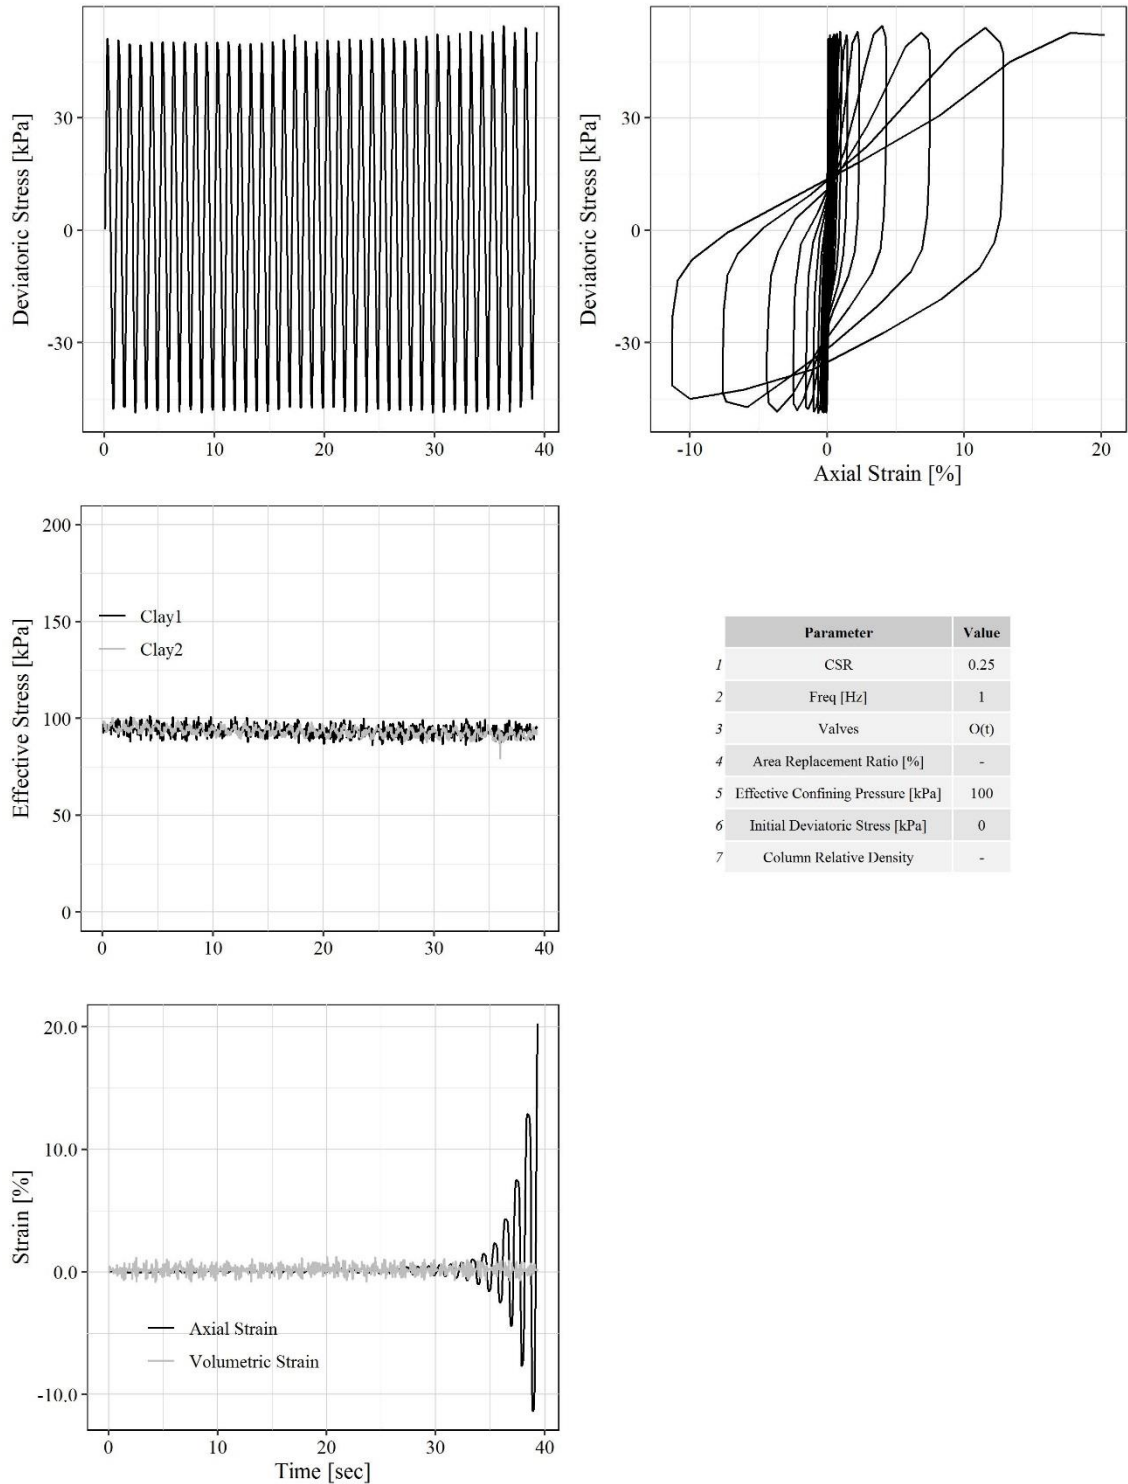 Deviatoric Stress [kPa]
30
0
-30
0
10
20
30
40
Deviatoric Stress [kPa]
30
0
-30
-10
0
10
20
Axial Strain [%]
Effective Stress [kPa]
200
150
100
50
0
Clay1
Clay2
0
10
20
30
40
Parameter Value
1 CSR 0.25
2 Freq [Hz] 1
3 Valves O(t)
4 Area Replacement Ratio [%] -
5 Effective Confining Pressure [kPa] 100
6 Initial Deviatoric Stress [kPa] 0
7 Column Relative Density -
Strain [%]
20.0
10.0
0.0
-10.0
Axial Strain
Volumetric Strain
0
10
20
30
40
Time [sec]